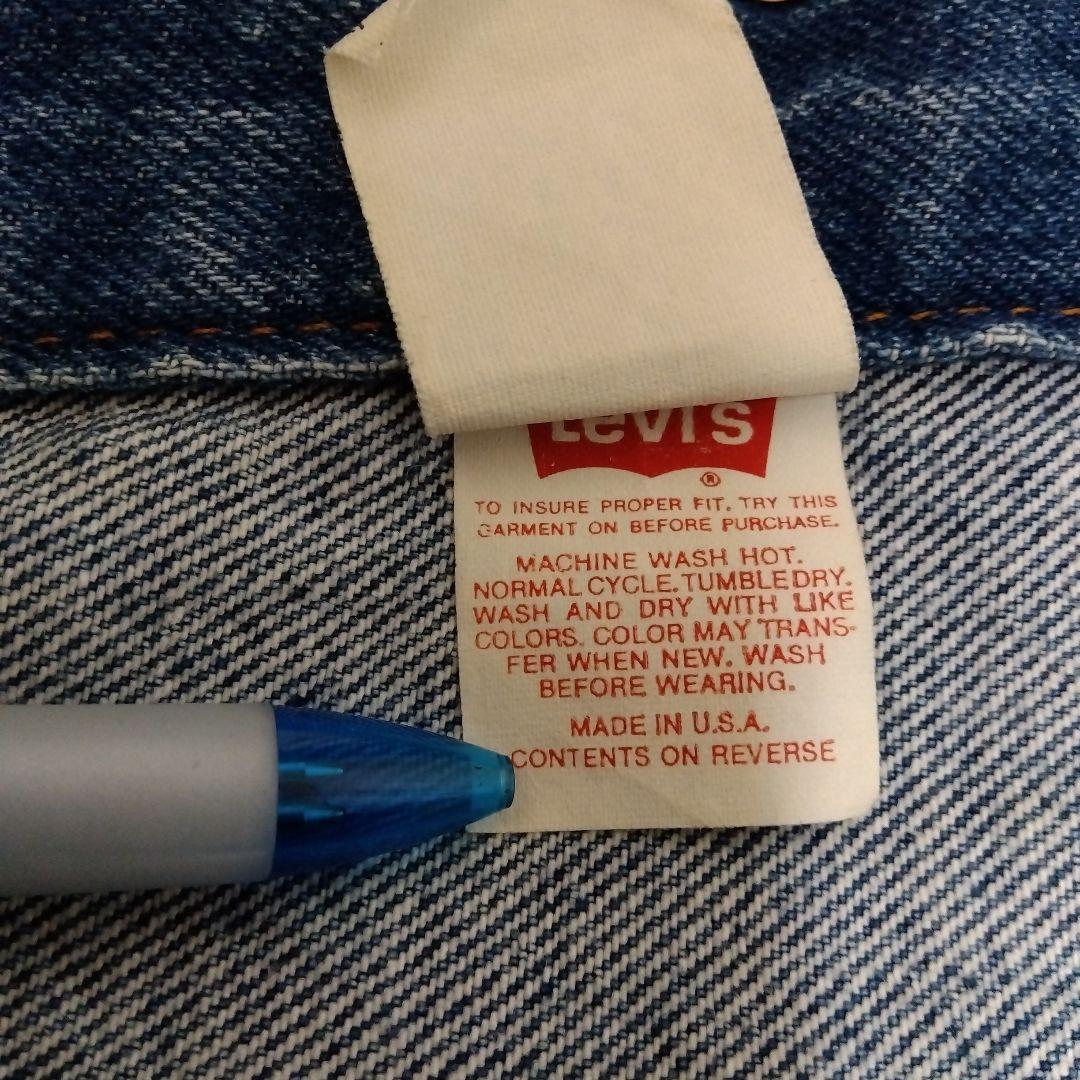 Levi's
®
TO INSURE PROPER FIT, TRY THIS
GARMENT ON BEFORE PURCHASE.
MACHINE WASH HOT.
NORMAL CYCLE. TUMBLE DRY.
WASH AND DRY WITH LIKE
COLORS. COLOR MAY TRANS-
FER WHEN NEW. WASH
BEFORE WEARING.
MADE IN U.S.A.
CONTENTS ON REVERSE